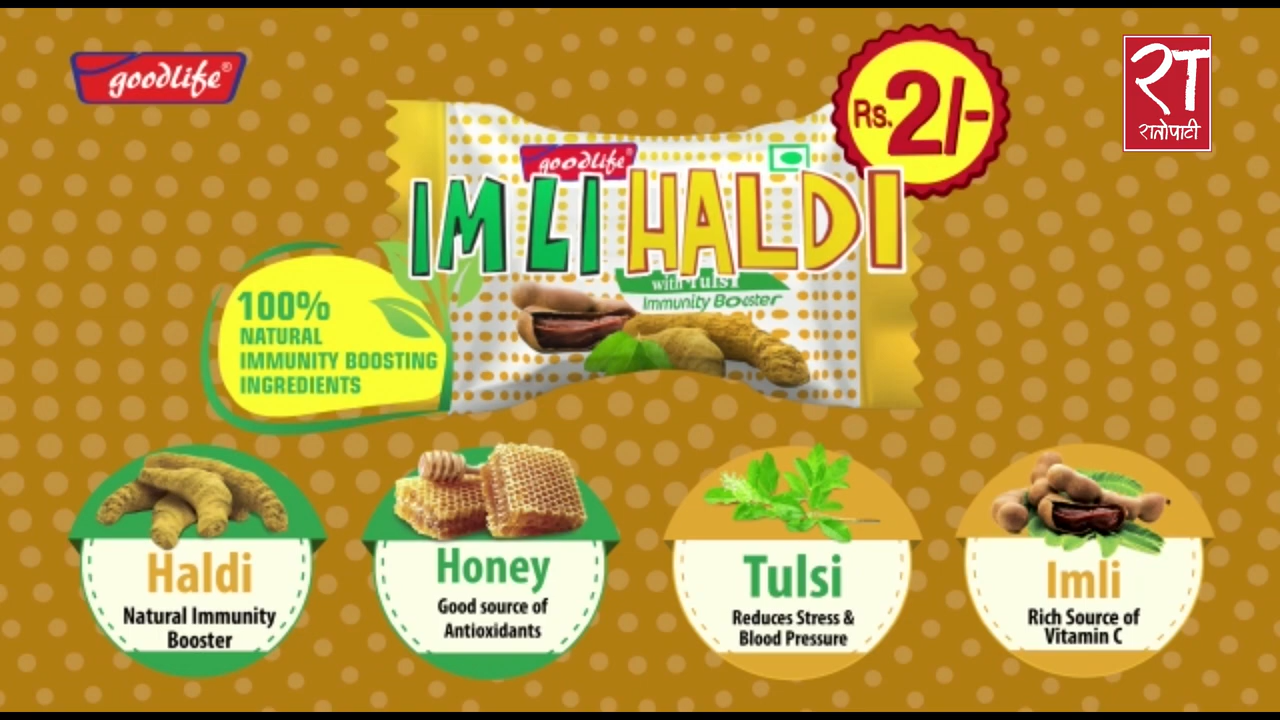 goodlife®
Rs. 2/-
रा
रातोपाटी
goodlife®
IMLI HALDI
with Tulsi
Immunity Booster
100%
NATURAL
IMMUNITY BOOSTING
INGREDIENTS
Haldi
Natural Immunity
Booster
Honey
Good source of
Antioxidants
Tulsi
Reduces Stress &
Blood Pressure
Imli
Rich Source of
Vitamin C